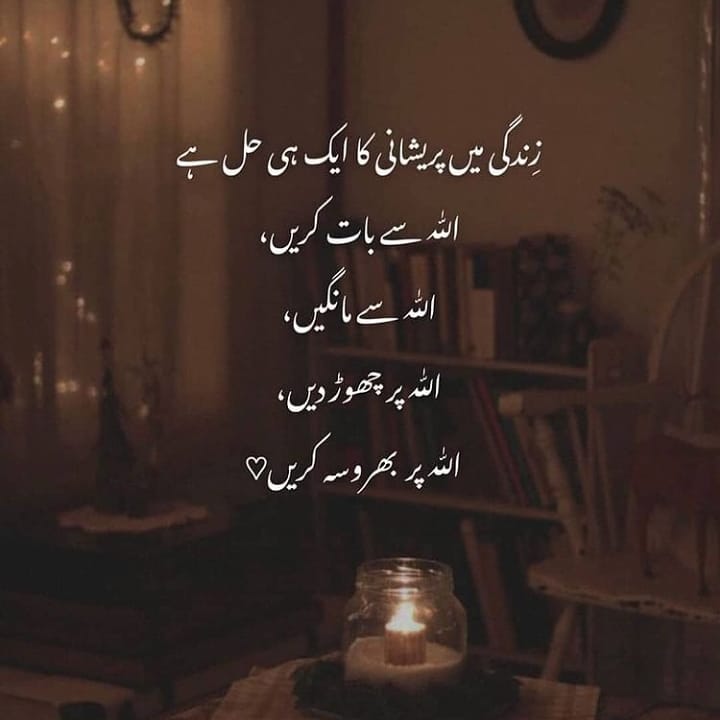 زِندگی میں پریشانی کا ایک ہی حل ہے
اللہ سے بات کریں،
اللہ سے مانگیں،
اللہ پر چھوڑ دیں،
اللہ پر بھروسہ کریں♡